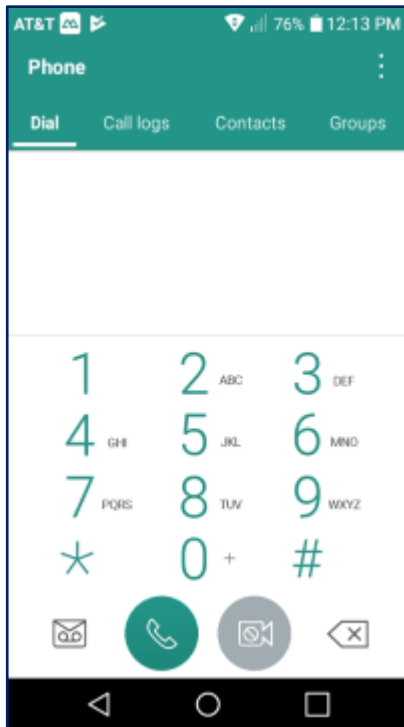 AT&T 76% 12:13 PM
Phone
Dial Call logs Contacts Groups
1 2 ABC 3 DEF
4 GHI 5 JKL 6 MNO
7 PQRS 8 TUV 9 WXYZ
* 0 + #